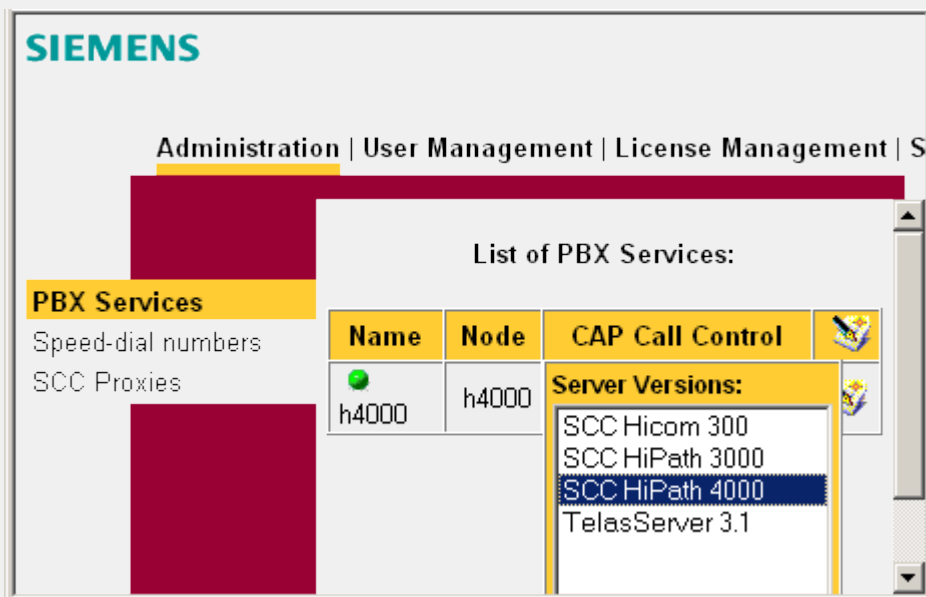 SIEMENS
Administration | User Management | License Management | S
List of PBX Services:
PBX Services
Speed-dial numbers
SCC Proxies
Name Node CAP Call Control
h4000 h4000
Server Versions:
SCC Hicom 300
SCC HiPath 3000
SCC HiPath 4000
TelasServer 3.1